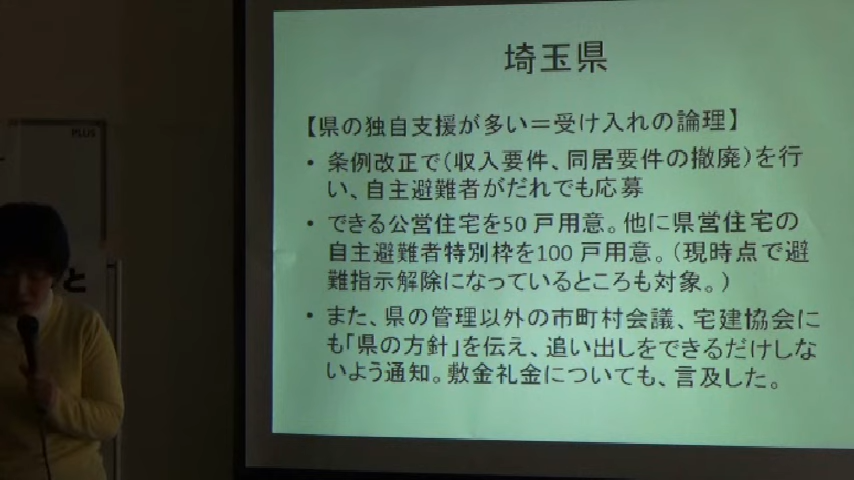 PLUS
と
埼玉県
【県の独自支援が多い＝受け入れの論理】
• 条例改正で（収入要件、同居要件の撤廃）を行
い、自主避難者がだれでも応募
• できる公営住宅を50 戸用意。他に県営住宅の
自主避難者特別枠を100 戸用意。（現時点で避
難指示解除になっているところも対象。）
• また、県の管理以外の市町村会議、宅建協会に
も「県の方針」を伝え、追い出しをできるだけしな
いよう通知。敷金礼金についても、言及した。